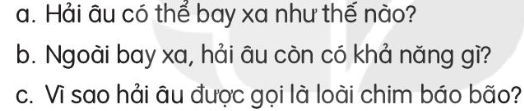 a. Hải âu có thể bay xa như thế nào?
b. Ngoài bay xa, hải âu còn có khả năng gì?
c. Vì sao hải âu được gọi là loài chim báo bão?